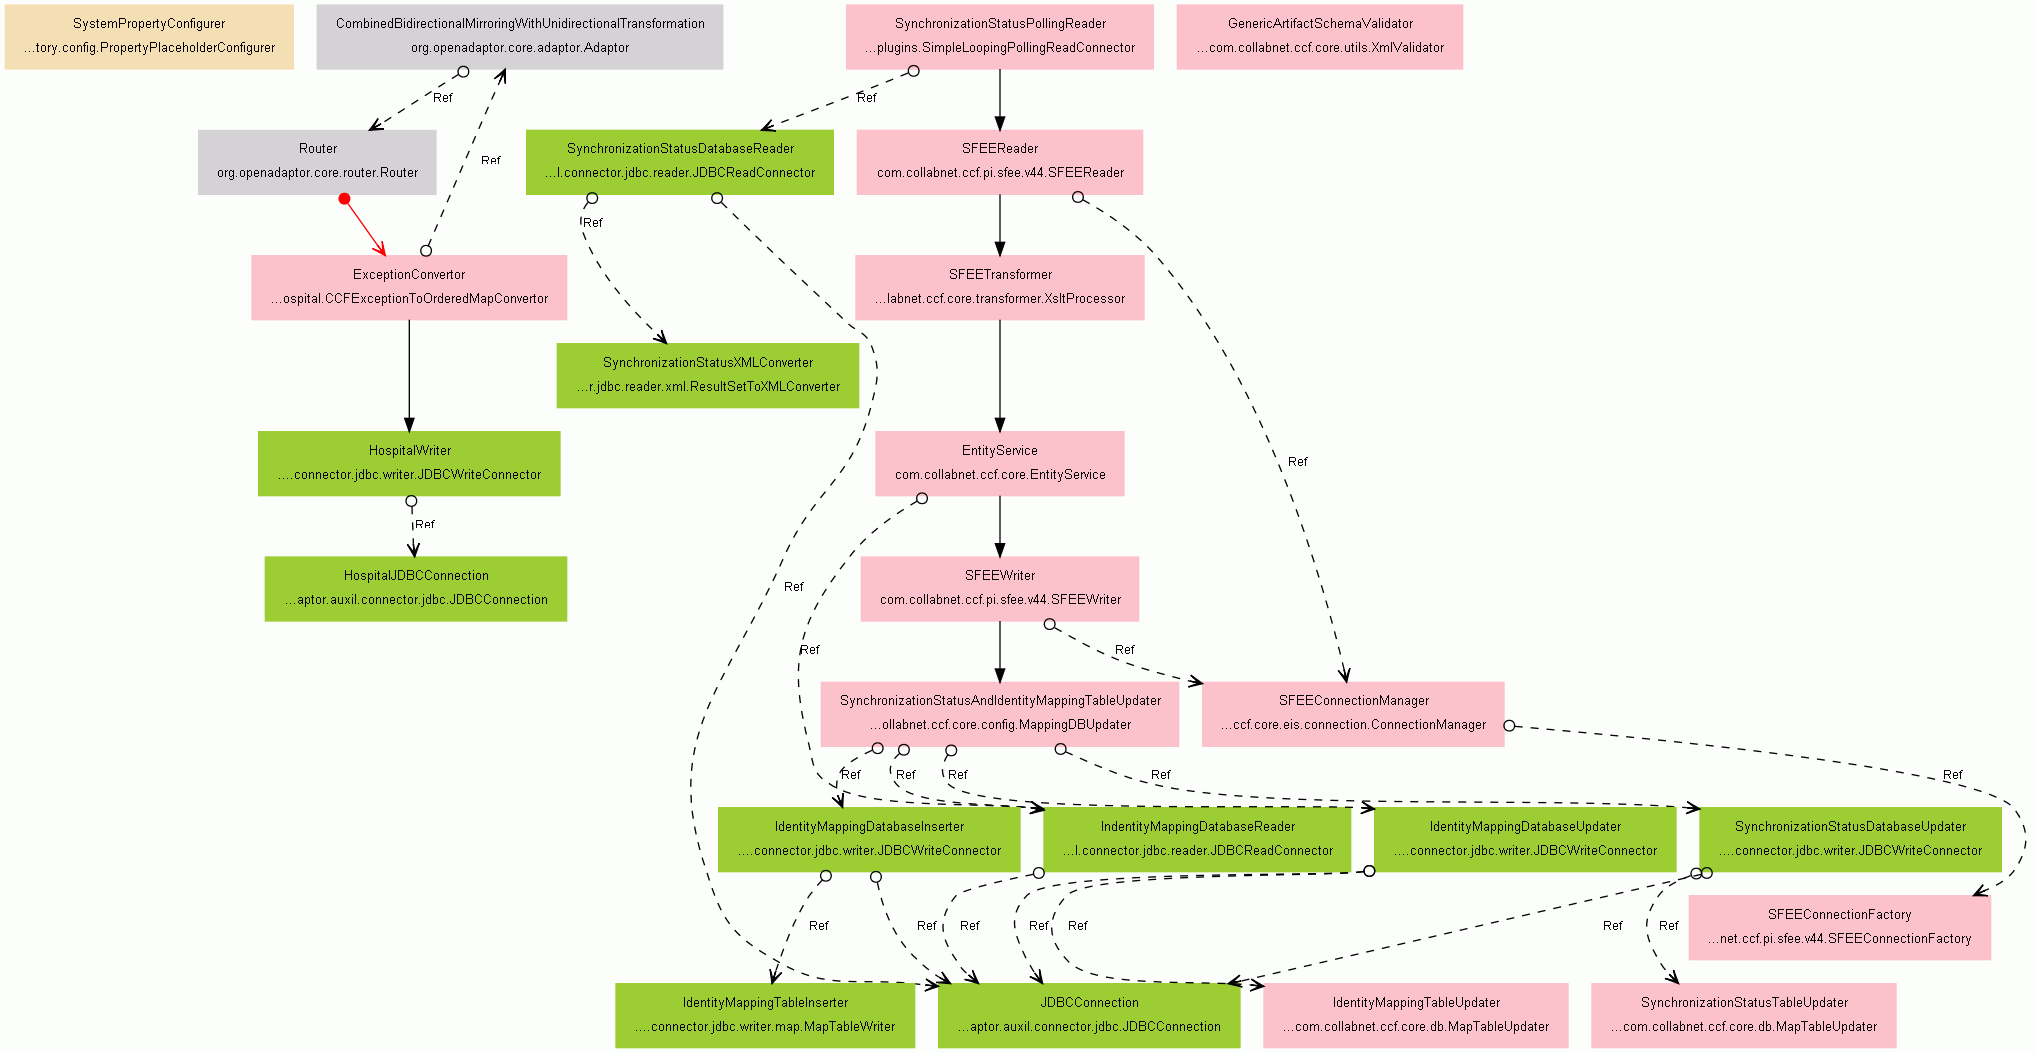 SystemPropertyConfigurer
...tory.config.PropertyPlaceholderConfigurer
CombinedBidirectionalMirroringWithUnidirectionalTransformation
org.openadaptor.core.adaptor.Adaptor
SynchronizationStatusPollingReader
...plugins.SimpleLoopingPollingReadConnector
GenericArtifactSchemaValidator
...com.collabnet.ccf.core.utils.XmlValidator
Ref
Ref
Router
org.openadaptor.core.router.Router
Ref
SynchronizationStatusDatabaseReader
...l.connector.jdbc.reader.JDBCReadConnector
SFEEReader
com.collabnet.ccf.pi.sfee.v44.SFEEReader
Ref
ExceptionConvertor
...ospital.CCFExceptionToOrderedMapConvertor
SFEETransformer
...labnet.ccf.core.transformer.XsltProcessor
SynchronizationStatusXMLConverter
...r.jdbc.reader.xml.ResultSetToXMLConverter
HospitalWriter
....connector.jdbc.writer.JDBCWriteConnector
EntityService
com.collabnet.ccf.core.EntityService
Ref
Ref
HospitalJDBCConnection
...aptor.auxil.connector.jdbc.JDBCConnection
Ref
SFEEWriter
com.collabnet.ccf.pi.sfee.v44.SFEEWriter
Ref
Ref
SynchronizationStatusAndIdentityMappingTableUpdater
...ollabnet.ccf.core.config.MappingDBUpdater
SFEEConnectionManager
...ccf.core.eis.connection.ConnectionManager
Ref
Ref
Ref
Ref
Ref
IdentityMappingDatabaseInserter
....connector.jdbc.writer.JDBCWriteConnector
IndentityMappingDatabaseReader
...l.connector.jdbc.reader.JDBCReadConnector
IdentityMappingDatabaseUpdater
....connector.jdbc.writer.JDBCWriteConnector
SynchronizationStatusDatabaseUpdater
....connector.jdbc.writer.JDBCWriteConnector
Ref
Ref
Ref
Ref
Ref
Ref
Ref
SFEEConnectionFactory
...net.ccf.pi.sfee.v44.SFEEConnectionFactory
IdentityMappingTableInserter
....connector.jdbc.writer.map.MapTableWriter
JDBCConnection
...aptor.auxil.connector.jdbc.JDBCConnection
IdentityMappingTableUpdater
...com.collabnet.ccf.core.db.MapTableUpdater
SynchronizationStatusTableUpdater
...com.collabnet.ccf.core.db.MapTableUpdater